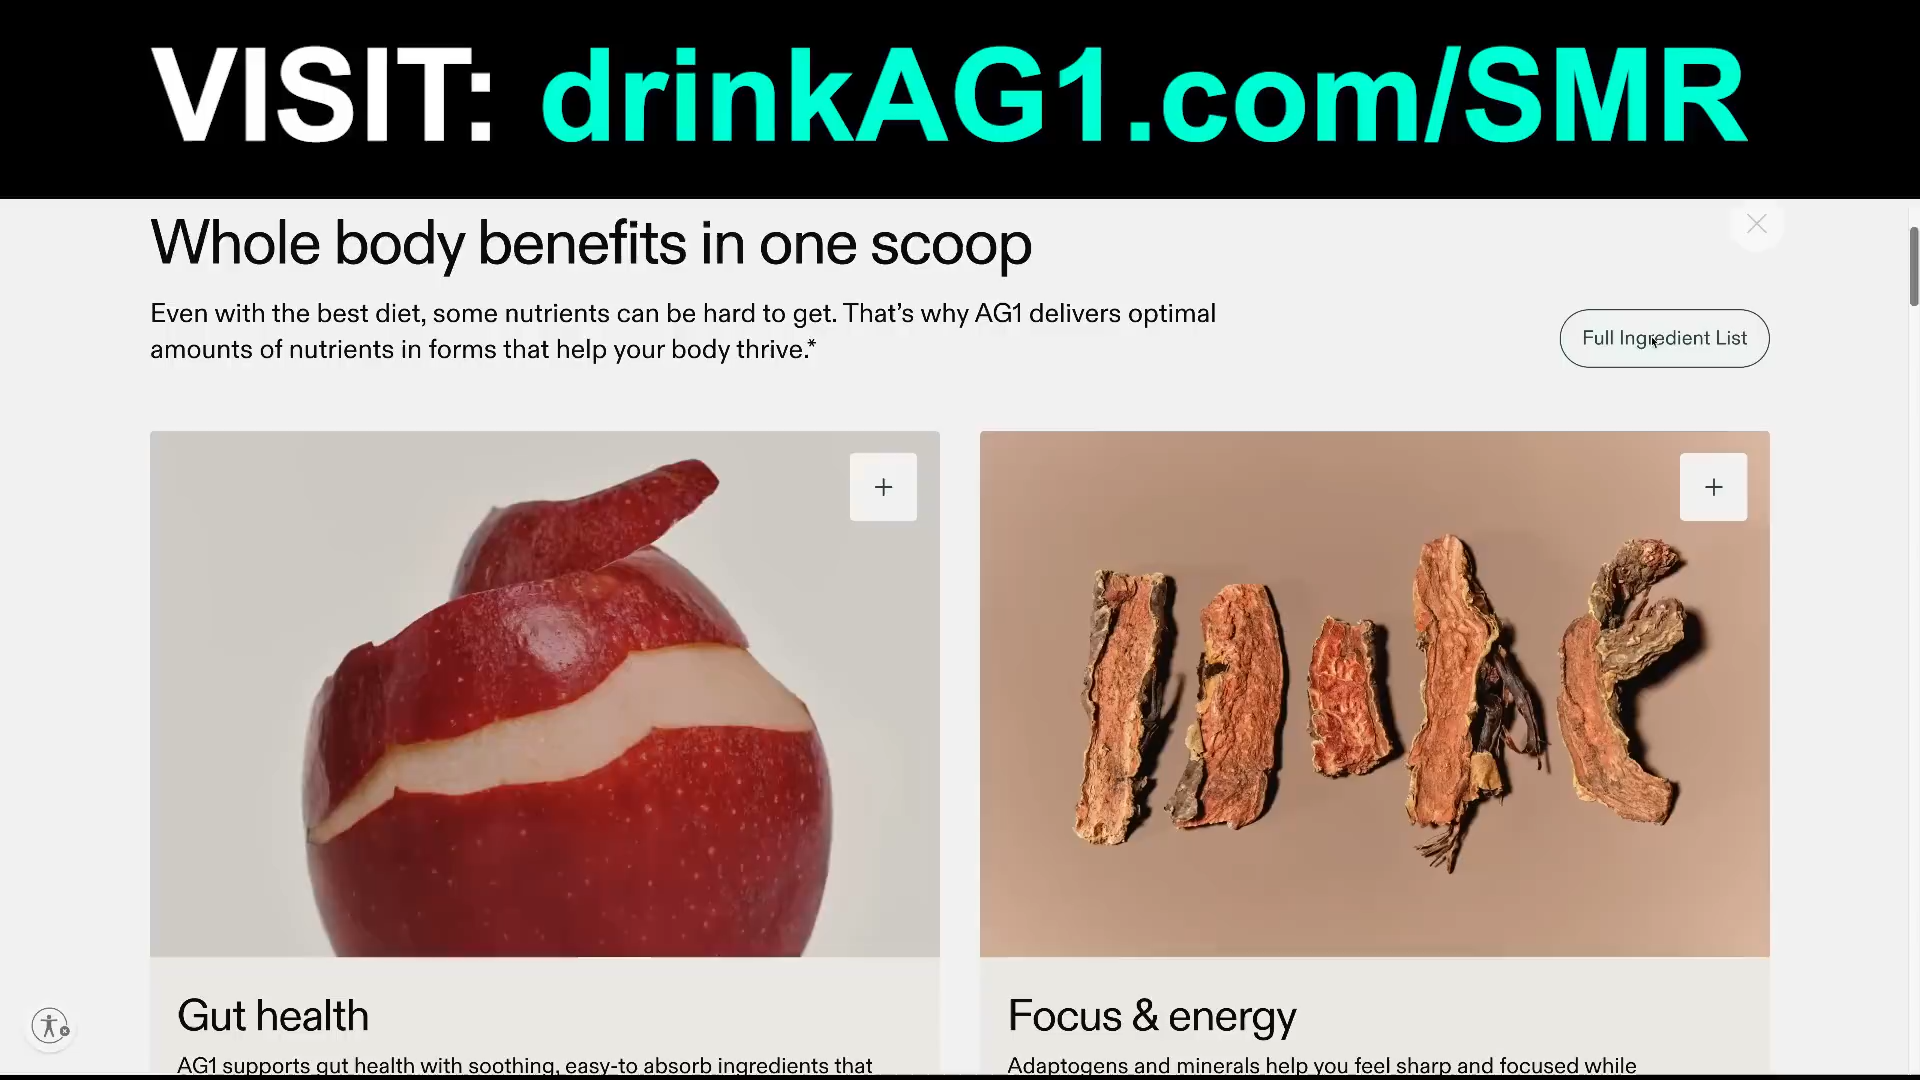 VISIT: drinkAG1.com/SMR
Whole body benefits in one scoop
Even with the best diet, some nutrients can be hard to get. That’s why AG1 delivers optimal
amounts of nutrients in forms that help your body thrive.*
Full Ingredient List
Gut health
Focus & energy
AG1 supports gut health with soothing, easy-to absorb ingredients that
Adaptogens and minerals help you feel sharp and focused while